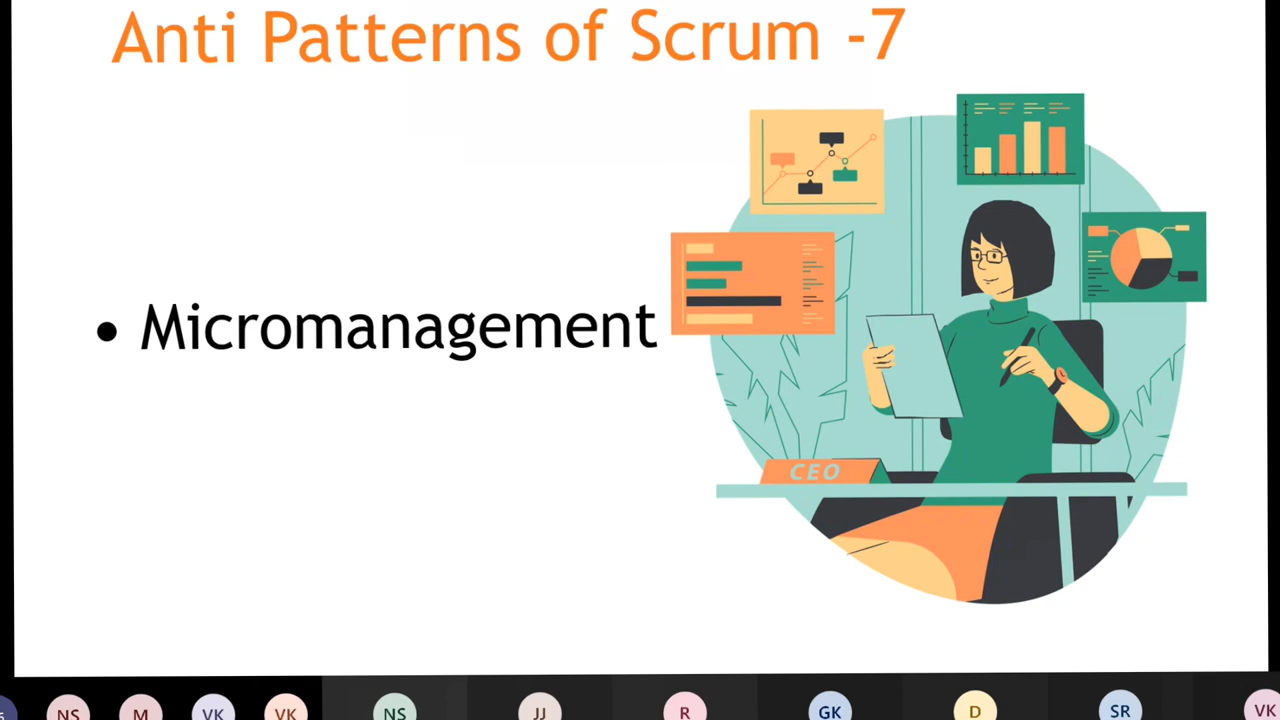 Anti Patterns of Scrum -7
• Micromanagement
CEO
NS
M
VK
VK
NS
JJ
R
GK
D
SR
VK